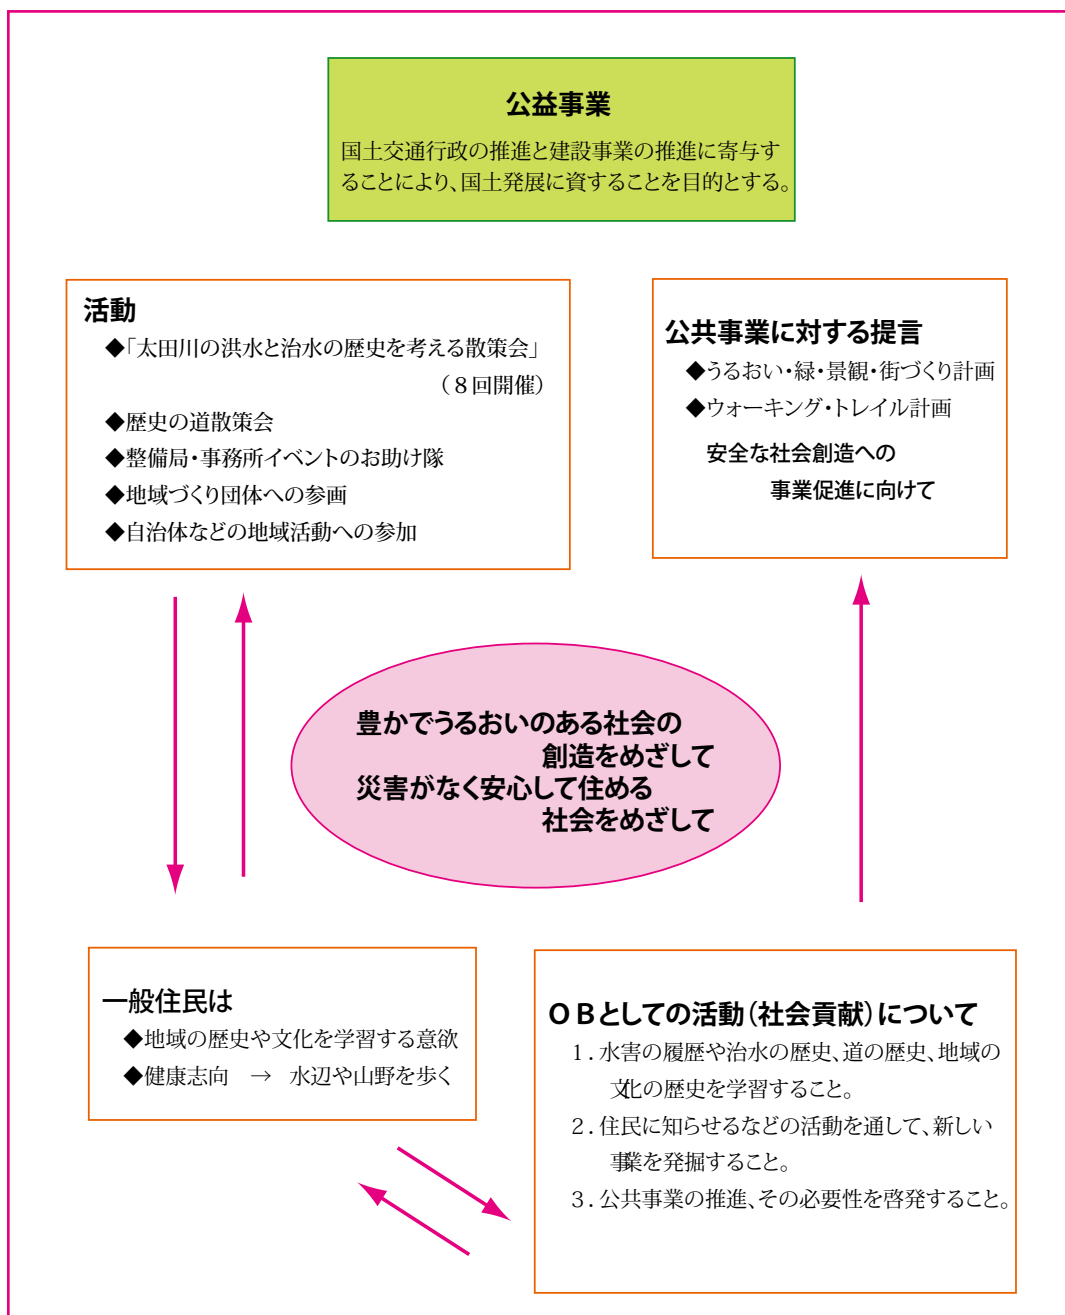 公益事業
国土交通行政の推進と建設事業の推進に寄与す
ることにより、国土発展に資することを目的とする。
活動
◆「太田川の洪水と治水の歴史を考える散策会」
（８回開催）
◆歴史の道散策会
◆整備局・事務所イベントのお助け隊
◆地域づくり団体への参画
◆自治体などの地域活動への参加
公共事業に対する提言
◆うるおい・緑・景観・街づくり計画
◆ウォーキング・トレイル計画
安全な社会創造への
事業促進に向けて
豊かでうるおいのある社会の
創造をめざして
災害がなく安心して住める
社会をめざして
一般住民は
◆地域の歴史や文化を学習する意欲
◆健康志向　→　水辺や山野を歩く
ＯＢとしての活動（社会貢献）について
１．水害の履歴や治水の歴史、道の歴史、地域の
文化の歴史を学習すること。
２．住民に知らせるなどの活動を通して、新しい
事業を発掘すること。
３．公共事業の推進、その必要性を啓発すること。